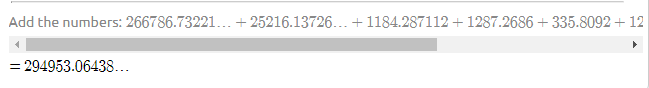 Add the numbers: 266786.73221… + 25216.13726… + 1184.287112 + 1287.2686 + 335.8092 + 12
= 294953.06438…